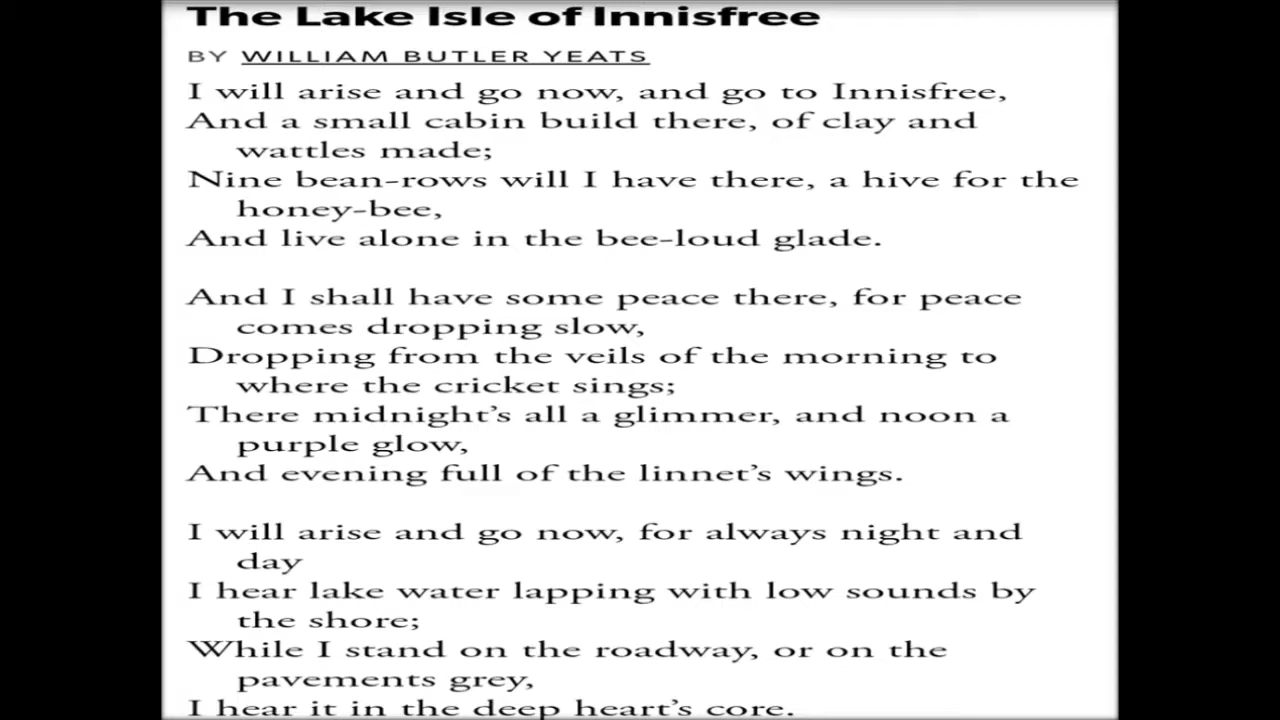 The Lake Isle of Innisfree
BY WILLIAM BUTLER YEATS
I will arise and go now, and go to Innisfree,
And a small cabin build there, of clay and
wattles made;
Nine bean-rows will I have there, a hive for the
honey-bee,
And live alone in the bee-loud glade.
And I shall have some peace there, for peace
comes dropping slow,
Dropping from the veils of the morning to
where the cricket sings;
There midnight’s all a glimmer, and noon a
purple glow,
And evening full of the linnet’s wings.
I will arise and go now, for always night and
day
I hear lake water lapping with low sounds by
the shore;
While I stand on the roadway, or on the
pavements grey,
I hear it in the deep heart’s core.